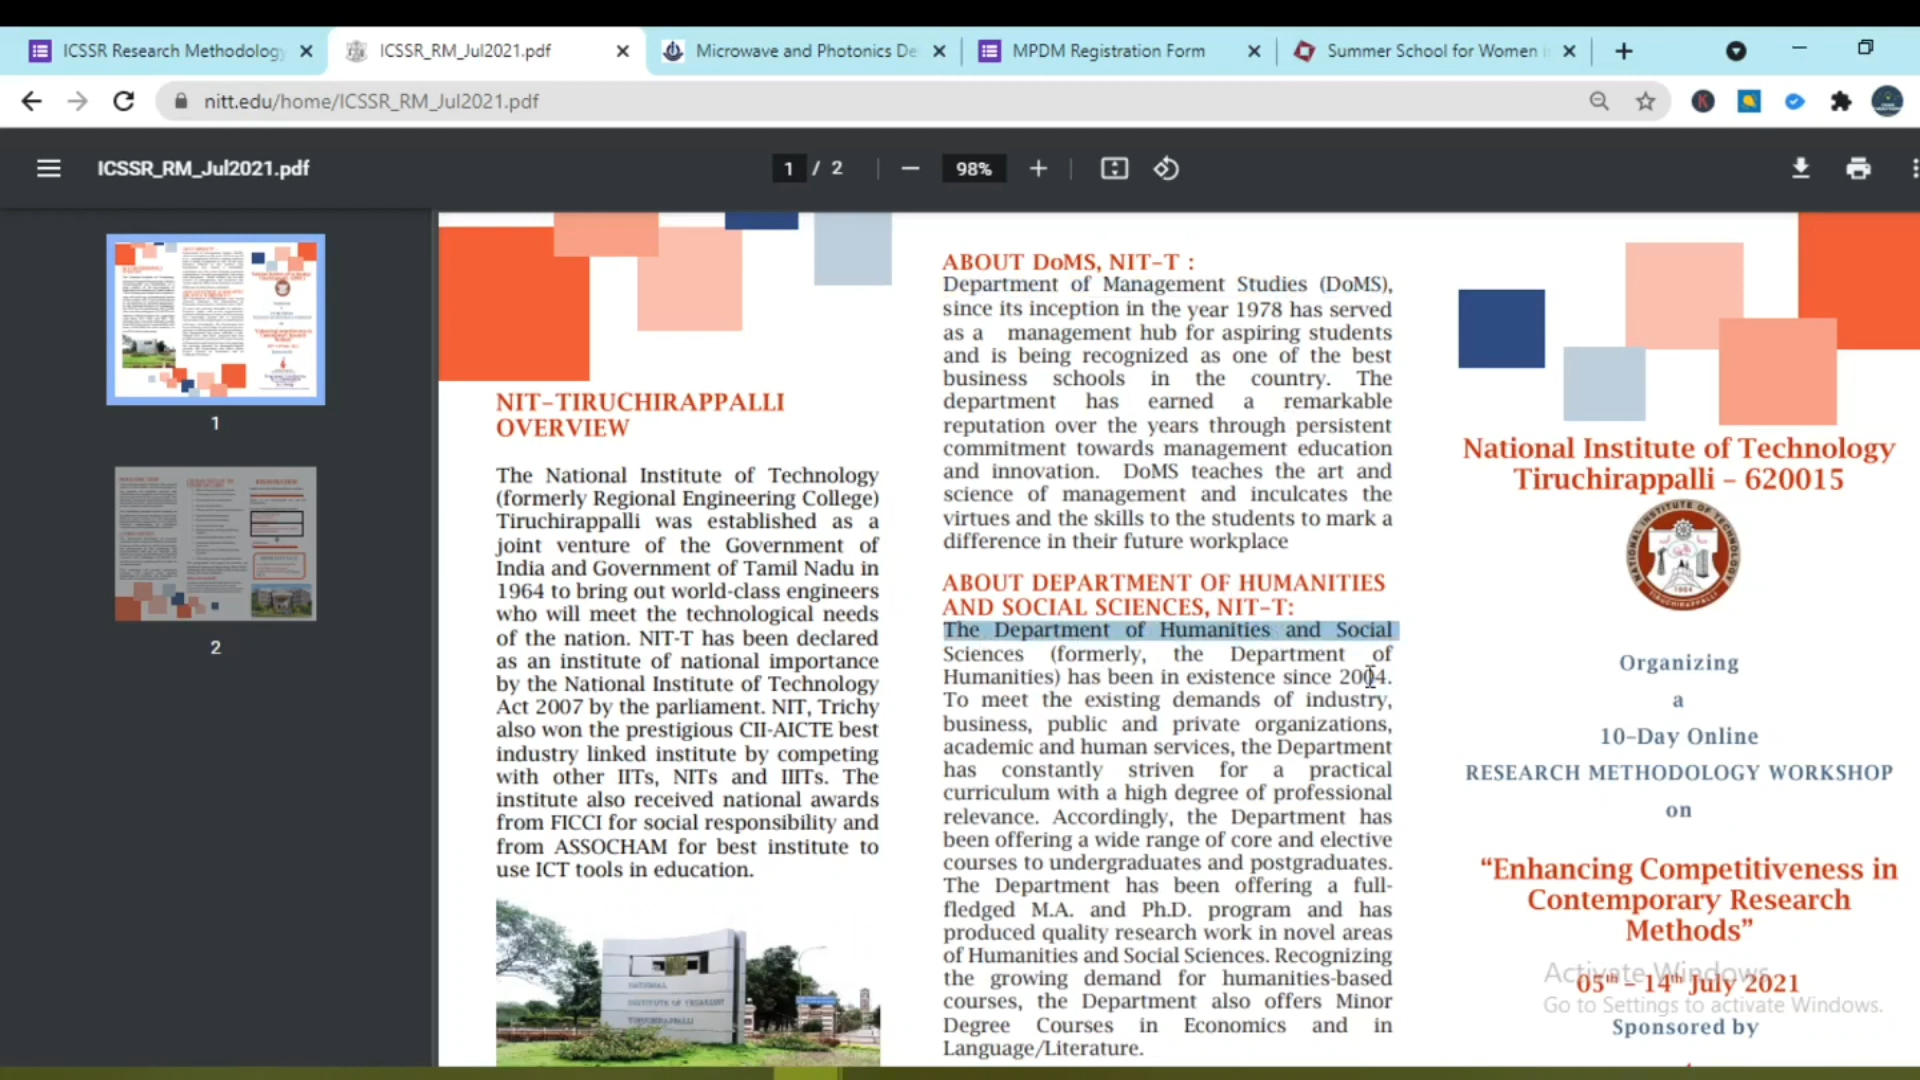 ICSSR Research Methodology
ICSSR_RM_Jul2021.pdf
Microwave and Photonics De
MPDM Registration Form
Summer School for Women i
nitt.edu/home/ICSSR_RM_Jul2021.pdf
ICSSR_RM_Jul2021.pdf
1 / 2
98%
1
2
NIT-TIRUCHIRAPPALLI
OVERVIEW
The National Institute of Technology
(formerly Regional Engineering College)
Tiruchirappalli was established as a
joint venture of the Government of
India and Government of Tamil Nadu in
1964 to bring out world-class engineers
who will meet the technological needs
of the nation. NIT-T has been declared
as an institute of national importance
by the National Institute of Technology
Act 2007 by the parliament. NIT, Trichy
also won the prestigious CII-AICTE best
industry linked institute by competing
with other IITs, NITs and IIITs. The
institute also received national awards
from FICCI for social responsibility and
from ASSOCHAM for best institute to
use ICT tools in education.
NATIONAL
INSTITUTE OF TECHNOLOGY
TIRUCHIRAPPALLI
ABOUT DoMS, NIT-T :
Department of Management Studies (DoMS),
since its inception in the year 1978 has served
as a management hub for aspiring students
and is being recognized as one of the best
business schools in the country. The
department has earned a remarkable
reputation over the years through persistent
commitment towards management education
and innovation. DoMS teaches the art and
science of management and inculcates the
virtues and the skills to the students to mark a
difference in their future workplace
ABOUT DEPARTMENT OF HUMANITIES
AND SOCIAL SCIENCES, NIT-T:
The Department of Humanities and Social
Sciences (formerly, the Department of
Humanities) has been in existence since 2004.
To meet the existing demands of industry,
business, public and private organizations,
academic and human services, the Department
has constantly striven for a practical
curriculum with a high degree of professional
relevance. Accordingly, the Department has
been offering a wide range of core and elective
courses to undergraduates and postgraduates.
The Department has been offering a full-
fledged M.A. and Ph.D. program and has
produced quality research work in novel areas
of Humanities and Social Sciences. Recognizing
the growing demand for humanities-based
courses, the Department also offers Minor
Degree Courses in Economics and in
Language/Literature.
National Institute of Technology
Tiruchirappalli – 620015
NATIONAL INSTITUTE OF TECHNOLOGY
1964
TIRUCHIRAPPALLI
Organizing
a
10-Day Online
RESEARCH METHODOLOGY WORKSHOP
on
“Enhancing Competitiveness in
Contemporary Research
Methods”
05th – 14th July 2021
Sponsored by
Activate Windows
Go to Settings to activate Windows.